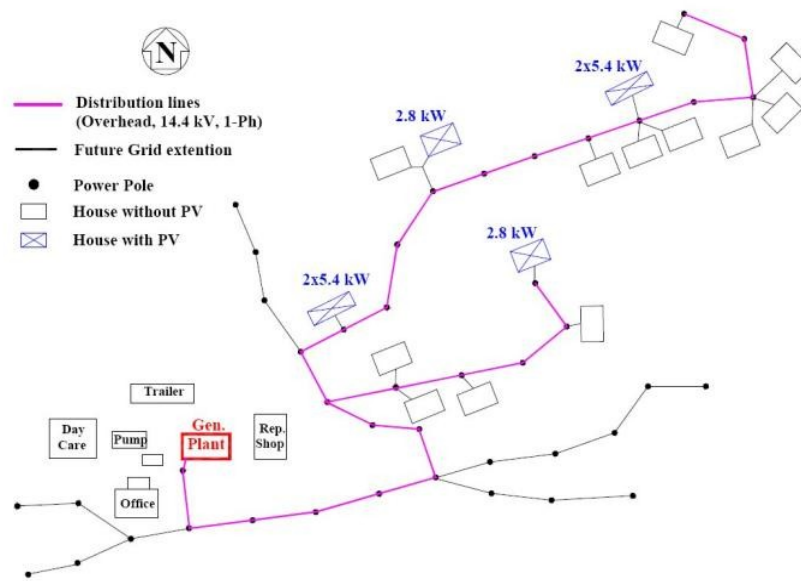 N
Distribution lines
(Overhead, 14.4 kV, 1-Ph)
Future Grid extention
Power Pole
House without PV
House with PV
2.8 kW
2x5.4 kW
2x5.4 kW
2.8 kW
Trailer
Day
Care
Pump
Gen.
Plant
Rep.
Shop
Office